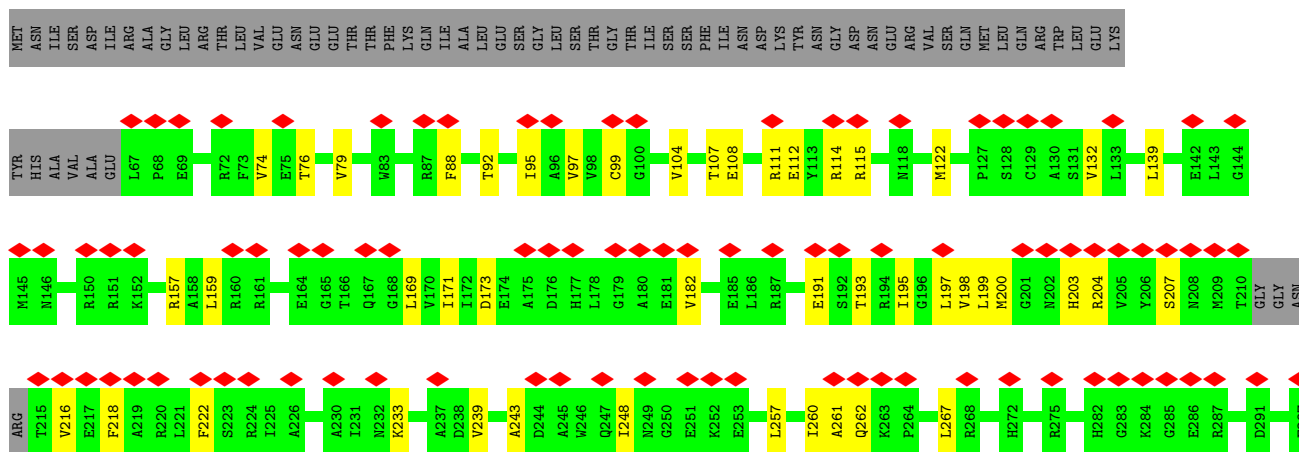 MET ASN ILE SER ASP ILE ARG ALA GLY LEU ARG THR LEU VAL GLU ASN GLU GLU THR THR PHE LYS GLN ILE ALA LEU GLU SER GLY LEU SER THR GLY THR ILE SER SER PHE ILE ASN ASP LYS TYR ASN GLY ASP ASN GLU ARG VAL SER GLN MET LEU GLN ARG TRP LEU GLU LYS
TYR HIS ALA VAL ALA GLU L67 P68 E69 R72 F73 V74 E75 T76 V79 W83 R87 F88 T92 I95 A96 V97 V98 C99 G100 V104 T107 E108 R111 E112 Y113 R114 R115 N118 M122 P127 S128 C129 A130 S131 V132 L133 L139 E142 L143 G144
M145 N146 R150 R151 K152 R157 A158 L159 R160 R161 E164 G165 T166 Q167 G168 L169 V170 I171 I172 D173 E174 A175 D176 H177 L178 G179 A180 E181 V182 E185 L186 R187 E191 S192 T193 R194 I195 G196 L197 V198 L199 M200 G201 N202 H203 R204 V205 Y206 S207 N208 M209 T210 GLY GLY ASN
ARG T215 V216 E217 F218 A219 R220 L221 F222 S223 R224 I225 A226 A230 I231 N232 K233 A237 D238 V239 A243 D244 A245 W246 Q247 I248 N249 G250 E251 K252 E253 L257 I260 A261 Q262 K263 P264 L267 R268 H272 R275 H282 G283 K284 G285 E286 R287 D291